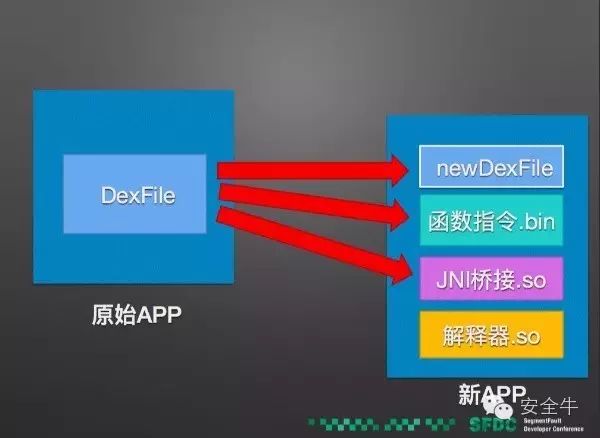 DexFile
原始APP
newDexFile
函数指令.bin
JNI桥接.so
解释器.so
新APP
安全牛
SFDC
SegmentFault
Developer Conference